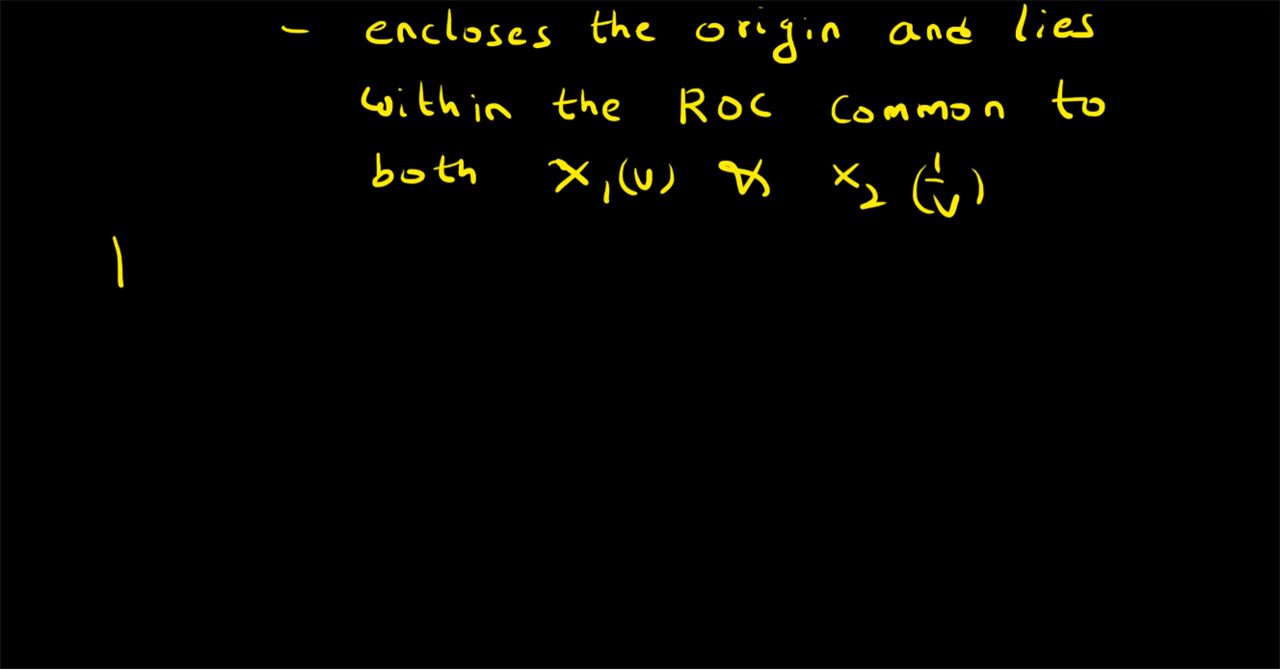 - encloses the origin and lies
within the ROC common to
both X₁(v) & X₂(1/v)